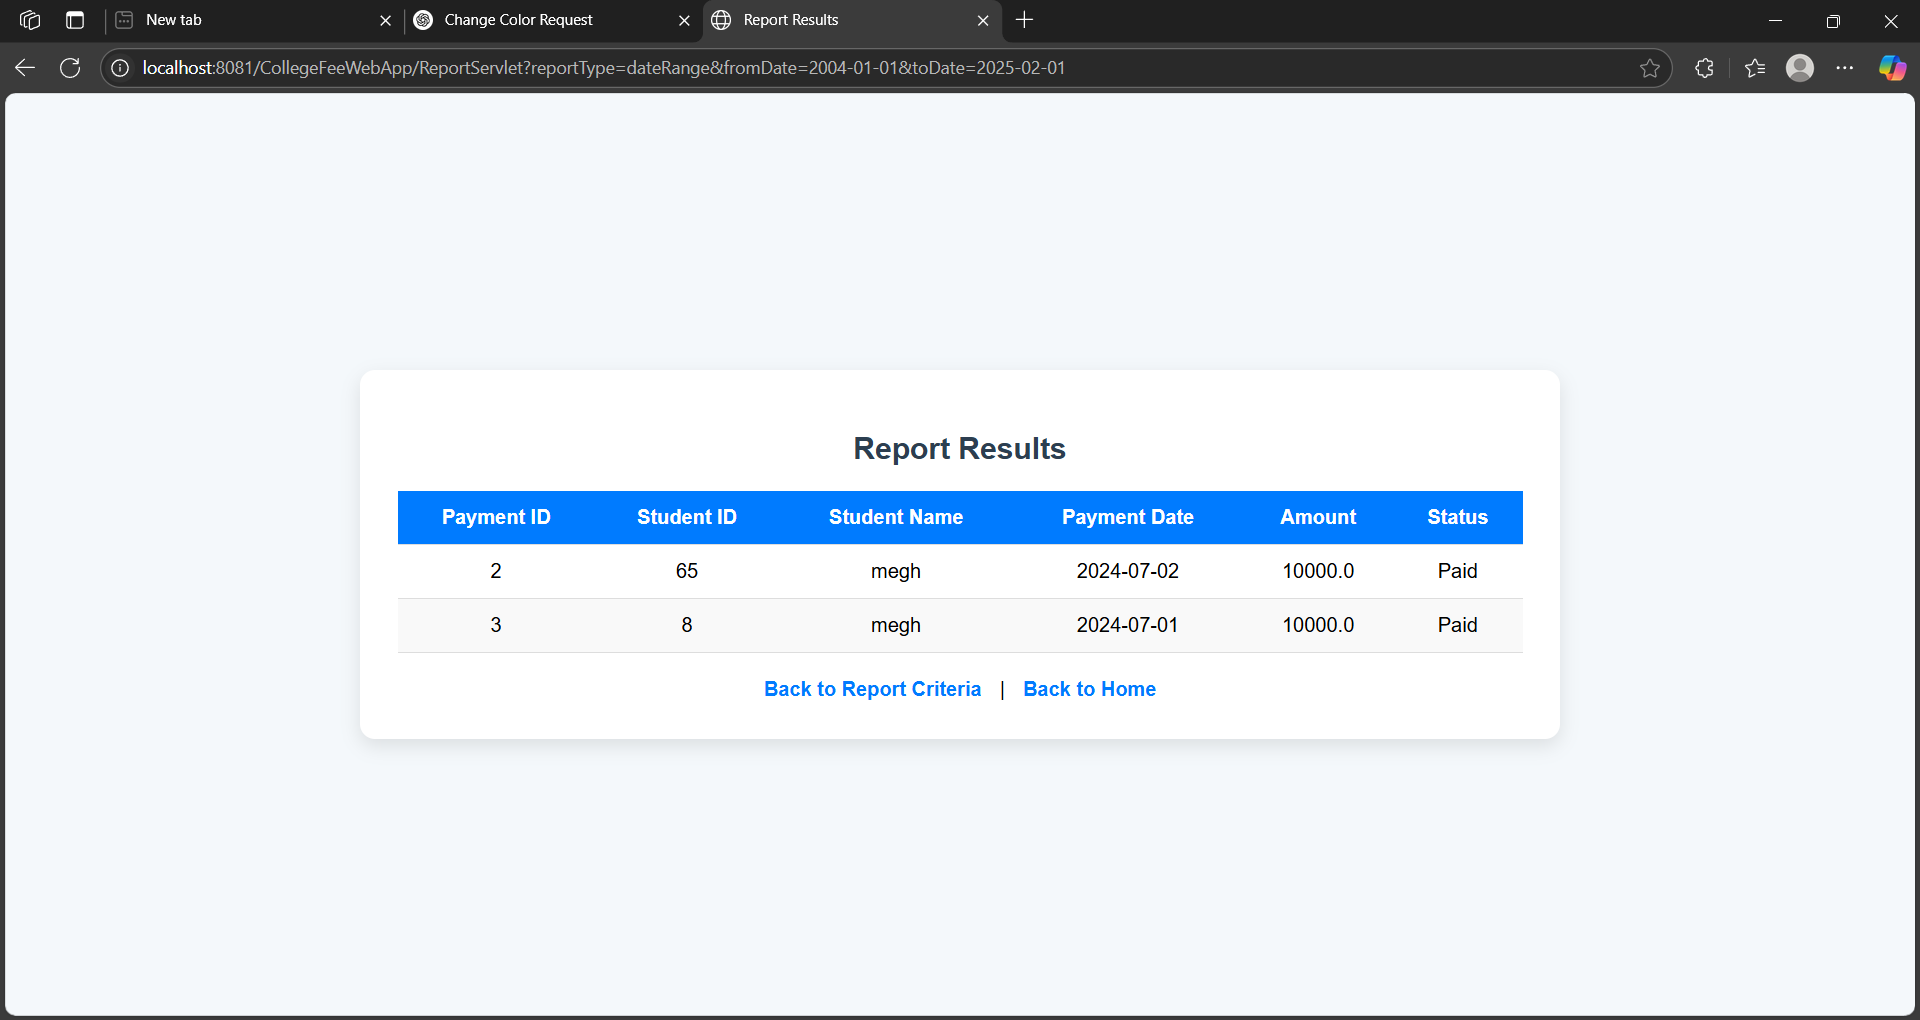 New tab
Change Color Request
Report Results
localhost:8081/CollegeFeeWebApp/ReportServlet?reportType=dateRange&fromDate=2004-01-01&toDate=2025-02-01
Report Results
Payment ID Student ID Student Name Payment Date Amount Status
2 65 megh 2024-07-02 10000.0 Paid
3 8 megh 2024-07-01 10000.0 Paid
Back to Report Criteria | Back to Home